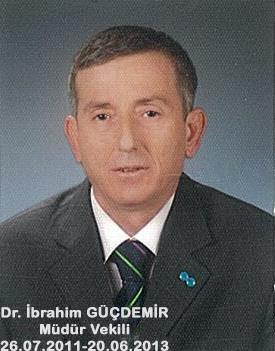 Dr. İbrahim GÜÇDEMİR
Müdür Vekili
26.07.2011-20.06.2013